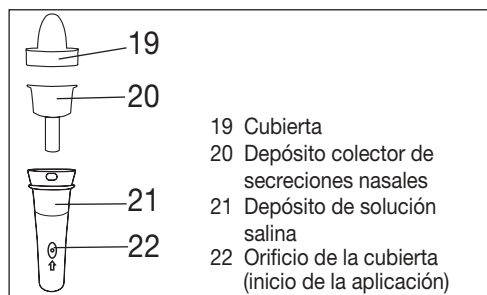 19
20
21
22
19 Cubierta
20 Depósito colector de
secreciones nasales
21 Depósito de solución
salina
22 Orificio de la cubierta
(inicio de la aplicación)